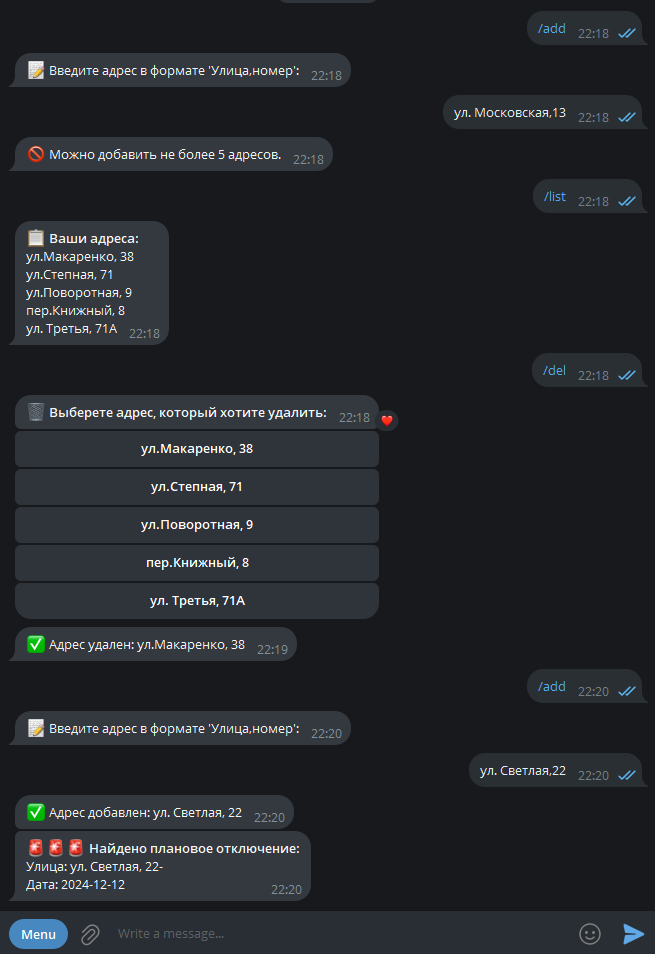 /add 22:18
📝 Введите адрес в формате 'Улица,номер': 22:18
ул. Московская,13 22:18
🚫 Можно добавить не более 5 адресов. 22:18
/list 22:18
📋 Ваши адреса:
ул.Макаренко, 38
ул.Степная, 71
ул.Поворотная, 9
пер.Книжный, 8
ул. Третья, 71А 22:18
/del 22:18
🗑 Выберете адрес, который хотите удалить: 22:18 ❤
ул.Макаренко, 38
ул.Степная, 71
ул.Поворотная, 9
пер.Книжный, 8
ул. Третья, 71А
✅ Адрес удален: ул.Макаренко, 38 22:19
/add 22:20
📝 Введите адрес в формате 'Улица,номер': 22:20
ул. Светлая,22 22:20
✅ Адрес добавлен: ул. Светлая, 22 22:20
🚨🚨🚨 Найдено плановое отключение:
Улица: ул. Светлая, 22-
Дата: 2024-12-12 22:20
Menu Write a message...